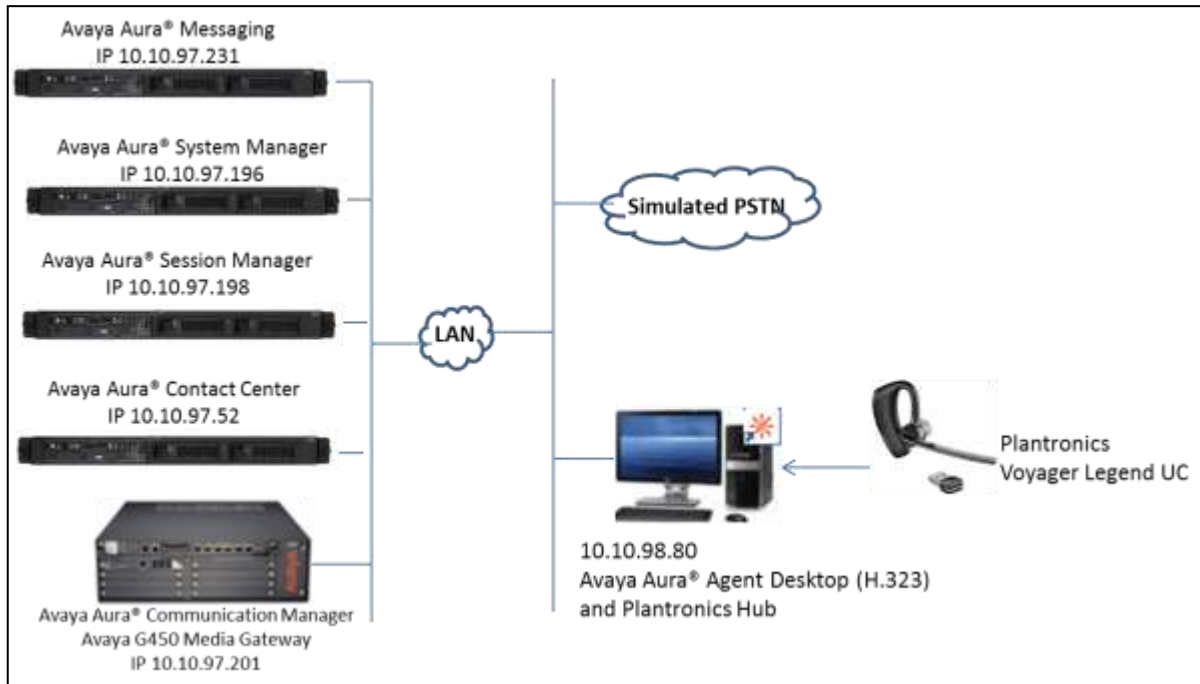 Avaya Aura® Messaging
IP 10.10.97.231
Avaya Aura® System Manager
IP 10.10.97.196
Avaya Aura® Session Manager
IP 10.10.97.198
Avaya Aura® Contact Center
IP 10.10.97.52
Avaya Aura® Communication Manager
Avaya G450 Media Gateway
IP 10.10.97.201
LAN
Simulated PSTN
Plantronics
Voyager Legend UC
10.10.98.80
Avaya Aura® Agent Desktop (H.323)
and Plantronics Hub